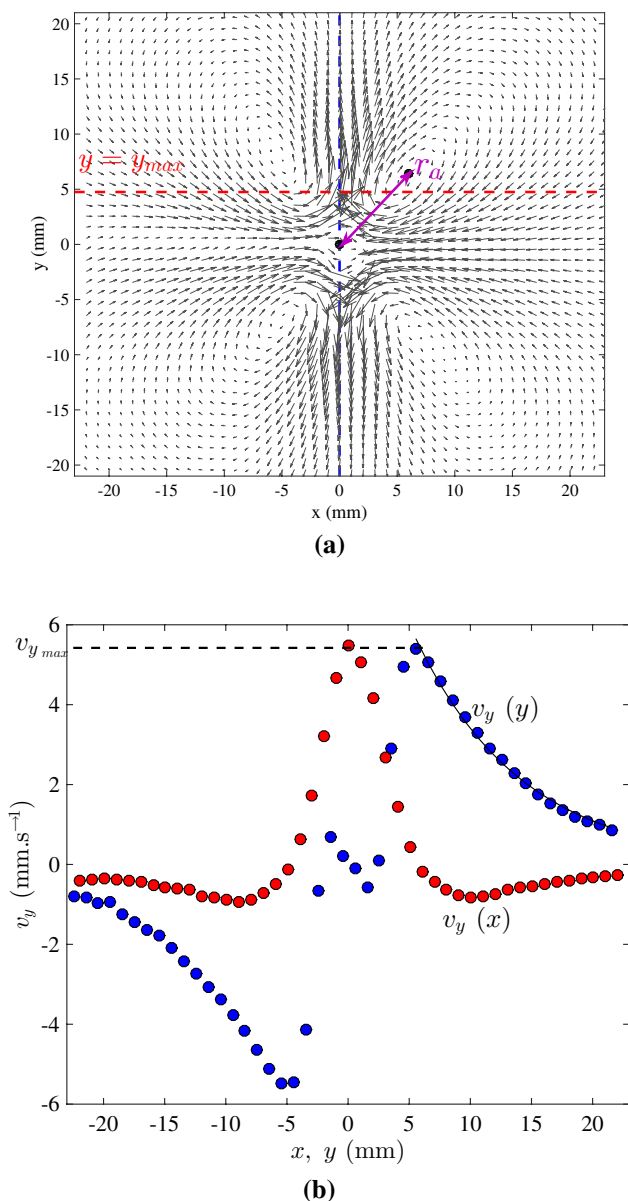 20
15
10
y = y_max
r_a
5
y (mm)
0
-5
-10
-15
-20
-20 -15 -10 -5 0 5 10 15 20
x (mm)
(a)
6
v_{y max}
4
v_y (y)
2
v_y (mm.s⁻¹)
0
v_y (x)
-2
-4
-6
-20 -15 -10 -5 0 5 10 15 20
x, y (mm)
(b)